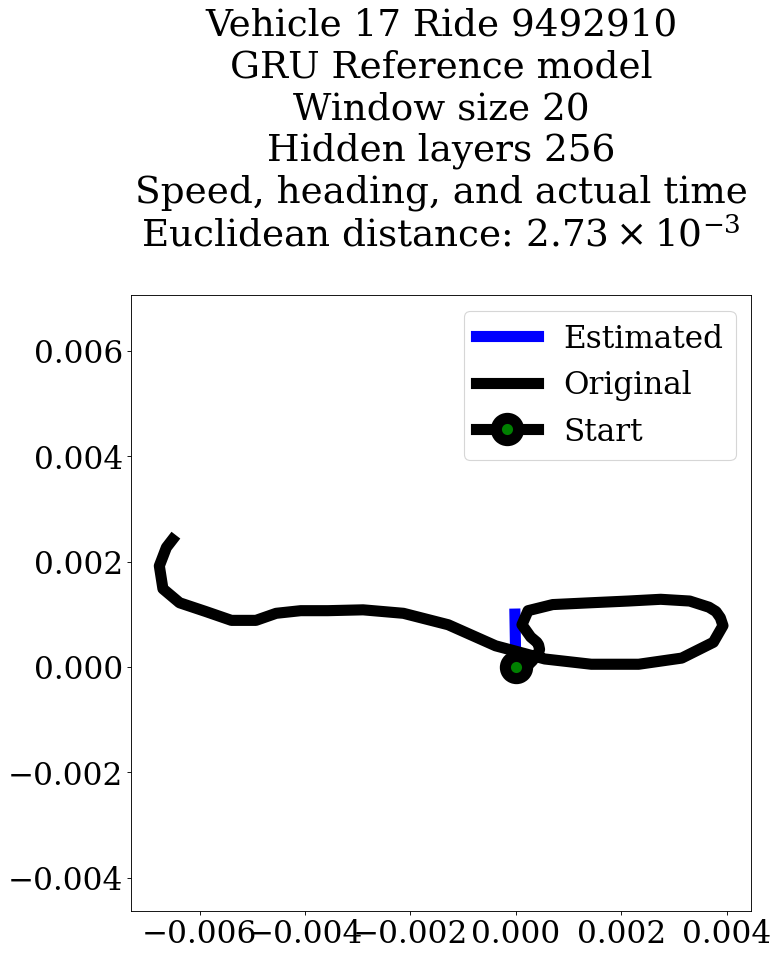 Vehicle 17 Ride 9492910
GRU Reference model
Window size 20
Hidden layers 256
Speed, heading, and actual time
Euclidean distance: 2.73 × 10⁻³
Estimated
Original
Start
0.006
0.004
0.002
0.000
−0.002
−0.004
−0.006 −0.004 −0.002 0.000 0.002 0.004